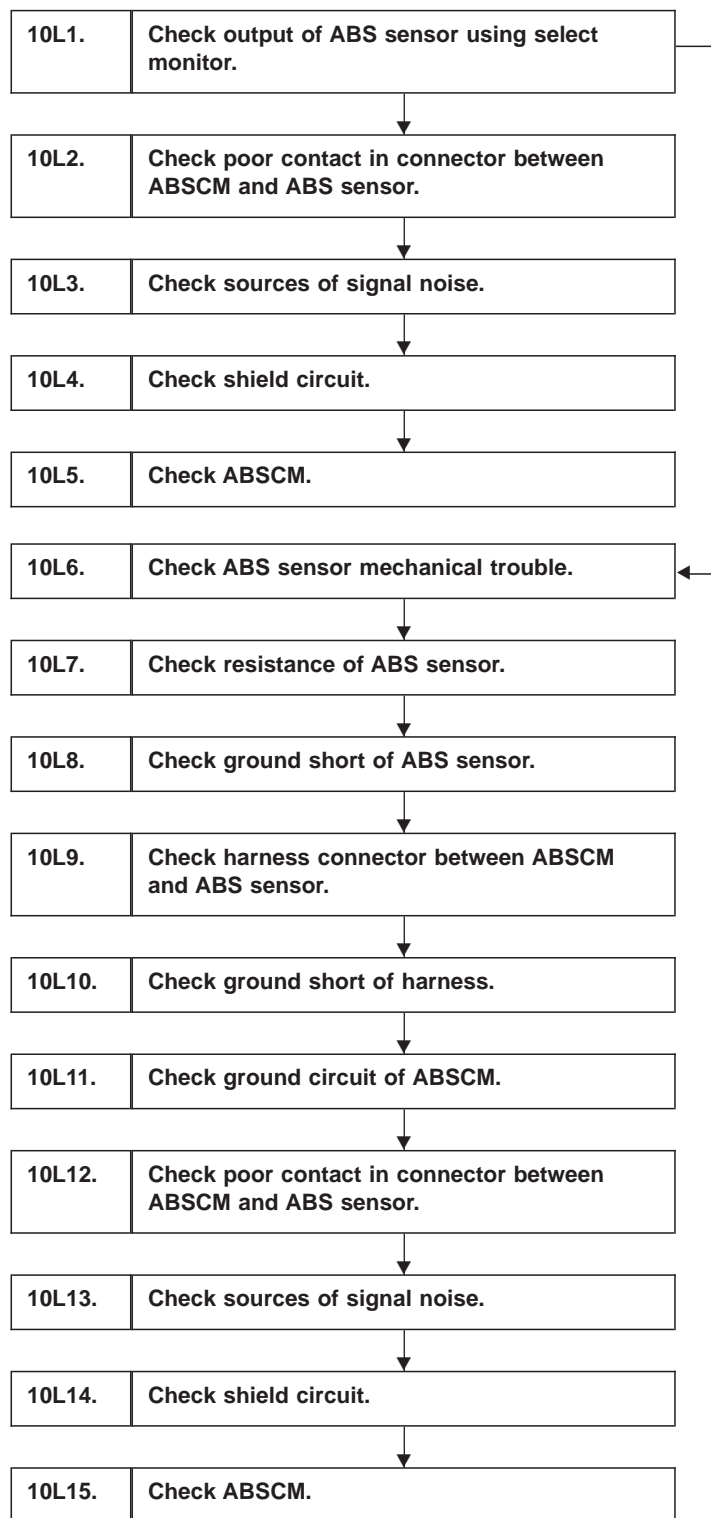 10L1. Check output of ABS sensor using select
monitor.
10L2. Check poor contact in connector between
ABSCM and ABS sensor.
10L3. Check sources of signal noise.
10L4. Check shield circuit.
10L5. Check ABSCM.
10L6. Check ABS sensor mechanical trouble.
10L7. Check resistance of ABS sensor.
10L8. Check ground short of ABS sensor.
10L9. Check harness connector between ABSCM
and ABS sensor.
10L10. Check ground short of harness.
10L11. Check ground circuit of ABSCM.
10L12. Check poor contact in connector between
ABSCM and ABS sensor.
10L13. Check sources of signal noise.
10L14. Check shield circuit.
10L15. Check ABSCM.